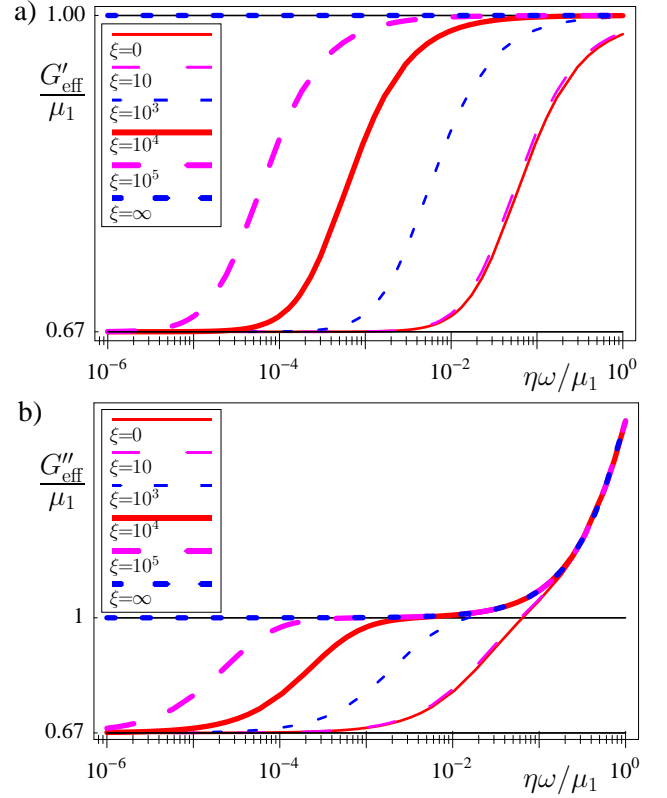 a)
1.00
G′eff
μ1
ξ=0
ξ=10
ξ=10³
ξ=10⁴
ξ=10⁵
ξ=∞
0.67
10⁻⁶ 10⁻⁴ 10⁻² 10⁰
ηω/μ1
b)
G″eff
μ1
ξ=0
ξ=10
ξ=10³
ξ=10⁴
ξ=10⁵
ξ=∞
1
0.67
10⁻⁶ 10⁻⁴ 10⁻² 10⁰
ηω/μ1